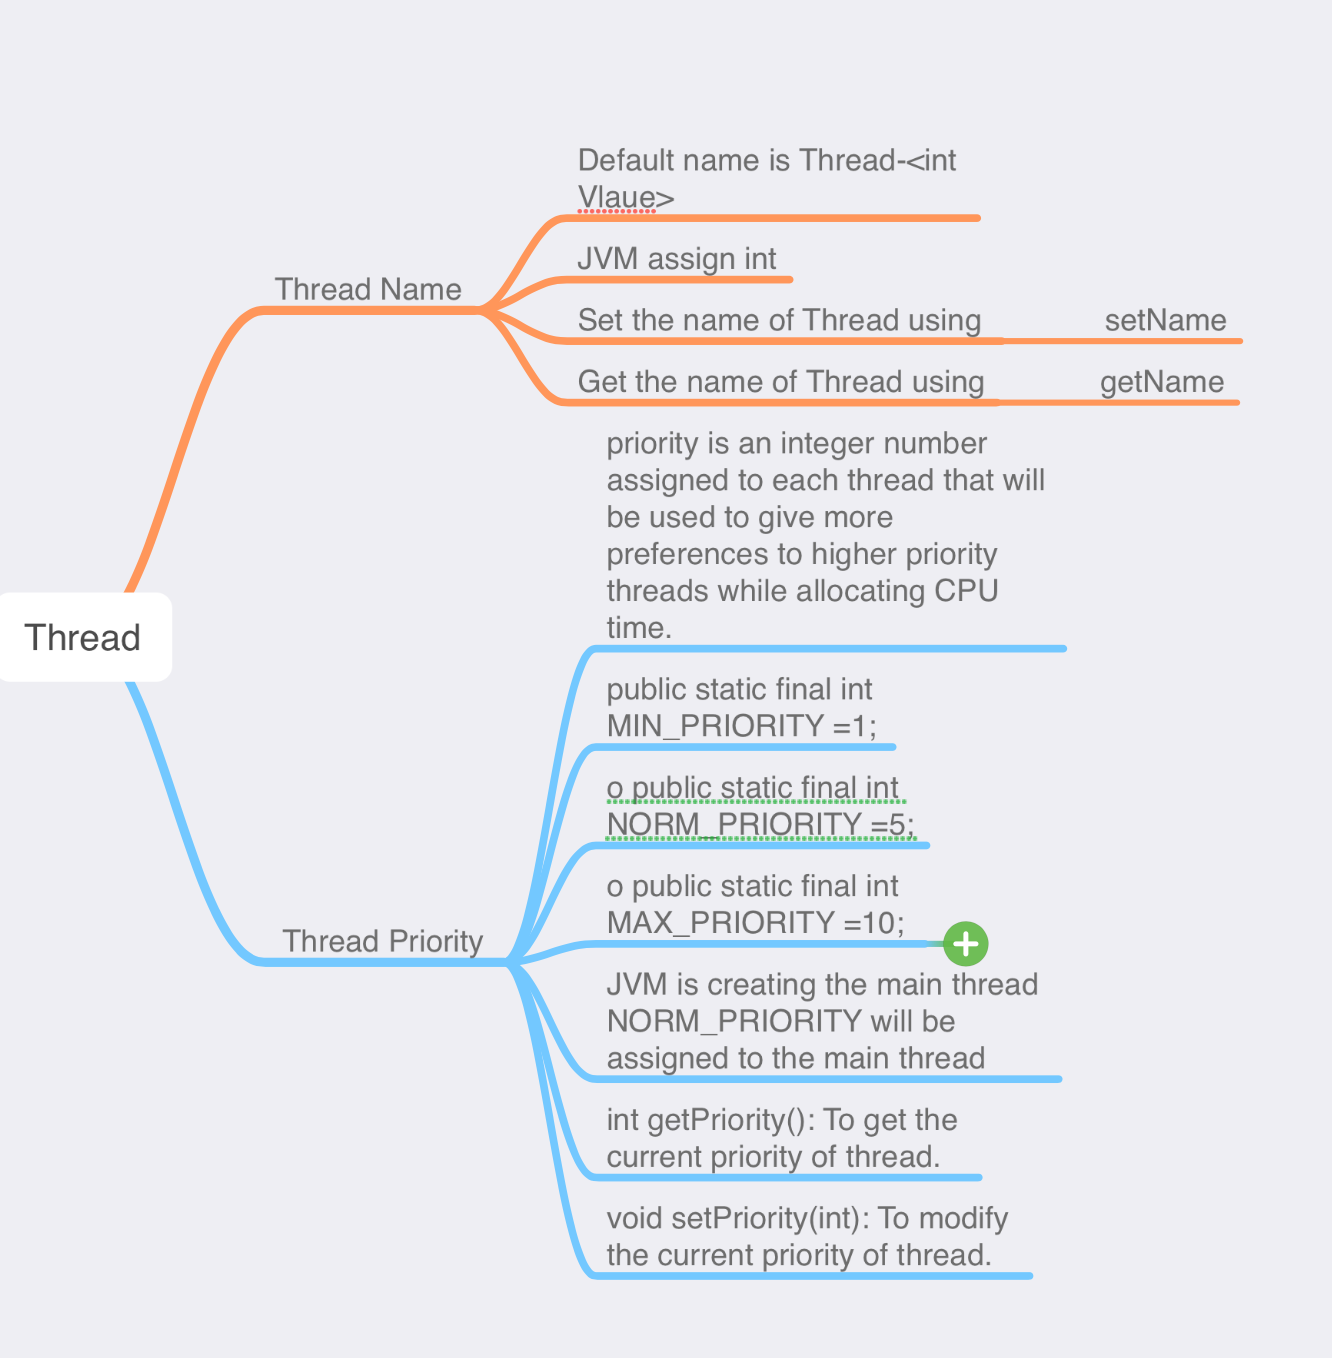 Default name is Thread-<int
Vlaue>
JVM assign int
Thread Name
Set the name of Thread using setName
Get the name of Thread using getName
priority is an integer number
assigned to each thread that will
be used to give more
preferences to higher priority
threads while allocating CPU
time.
Thread
public static final int
MIN_PRIORITY =1;
o public static final int
NORM_PRIORITY =5;
o public static final int
MAX_PRIORITY =10;
Thread Priority
JVM is creating the main thread
NORM_PRIORITY will be
assigned to the main thread
int getPriority(): To get the
current priority of thread.
void setPriority(int): To modify
the current priority of thread.